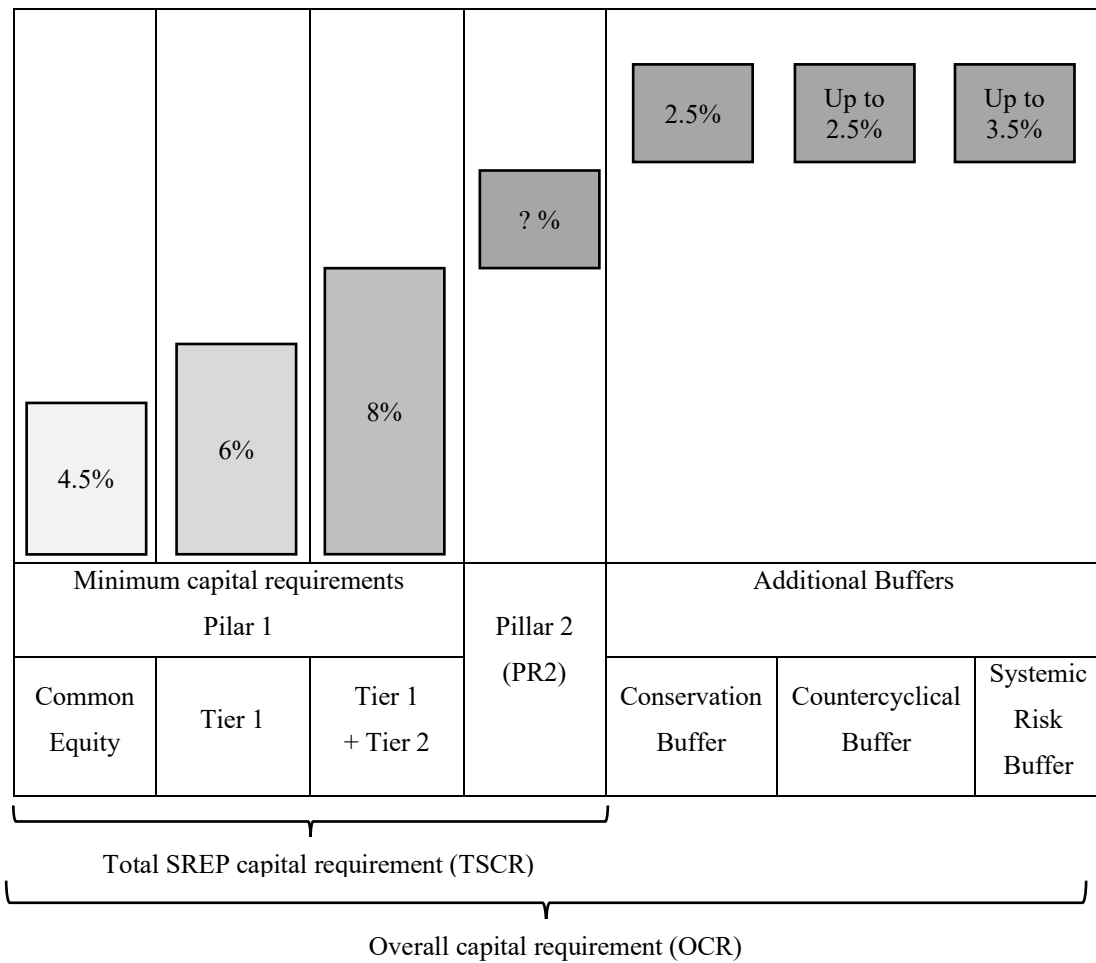 2.5%
Up to
2.5%
Up to
3.5%
? %
8%
6%
4.5%
Minimum capital requirements
Pilar 1
Pillar 2
(PR2)
Additional Buffers
Common
Equity
Tier 1
Tier 1
+ Tier 2
Conservation
Buffer
Countercyclical
Buffer
Systemic
Risk
Buffer
Total SREP capital requirement (TSCR)
Overall capital requirement (OCR)